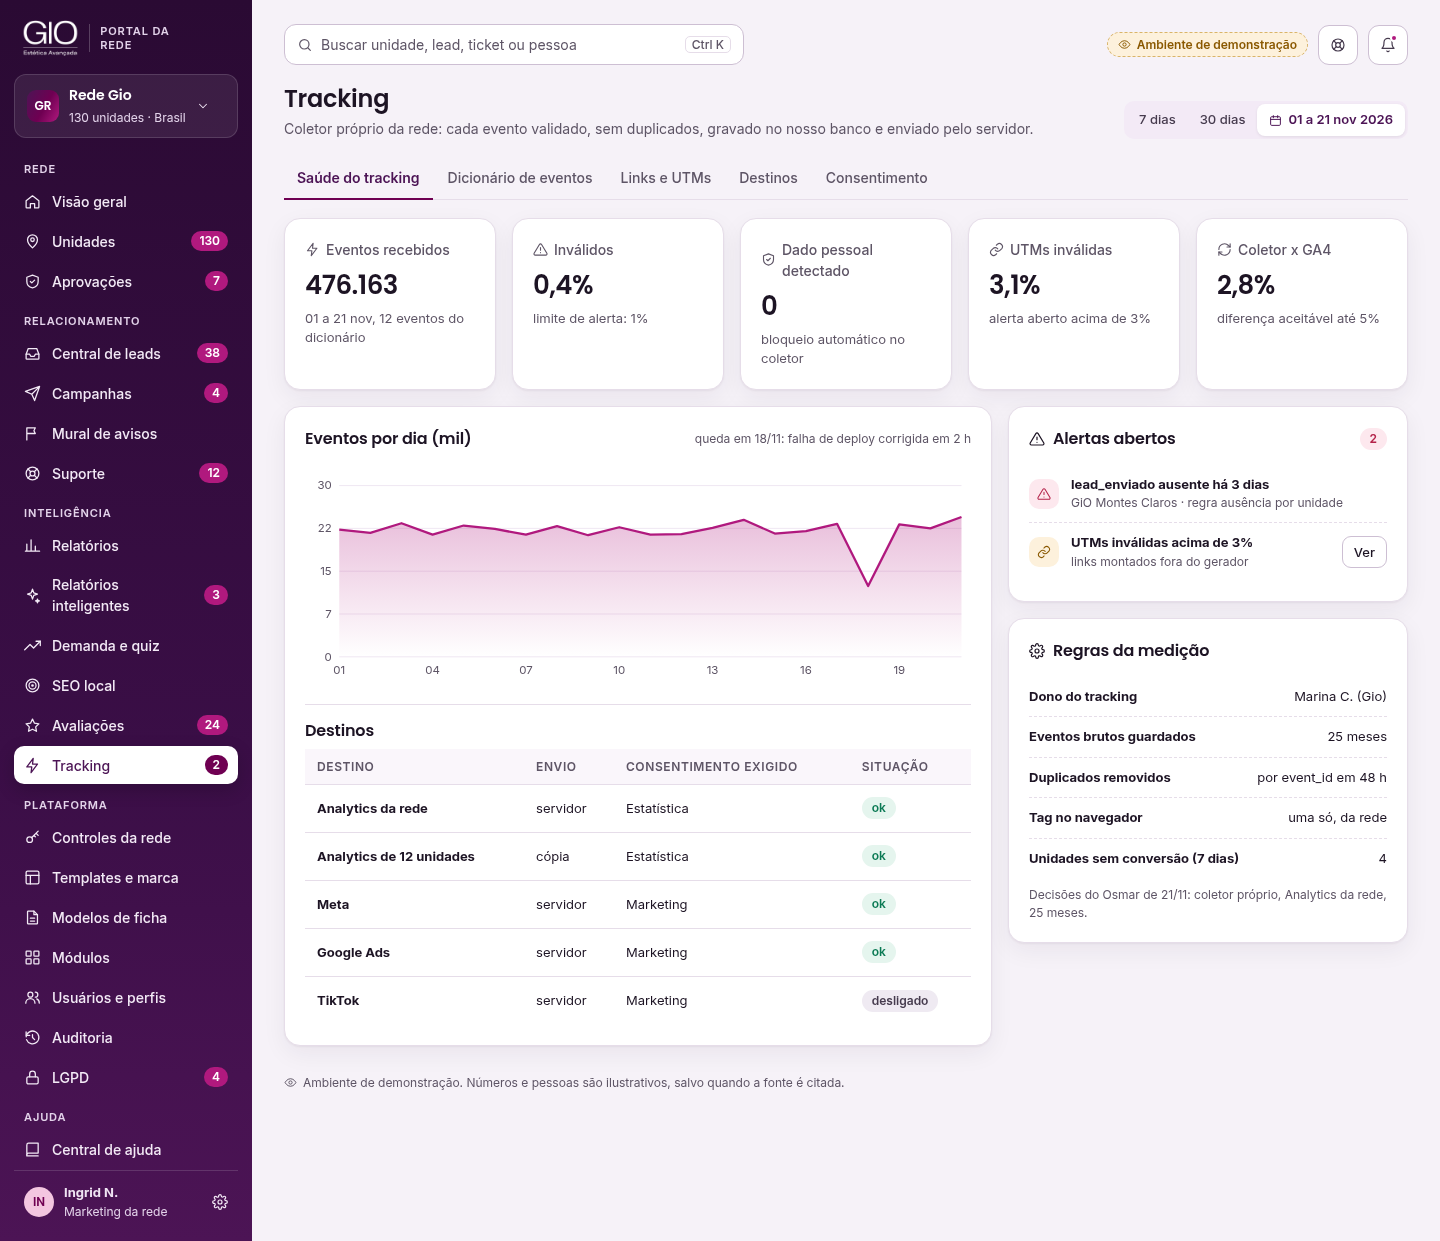 GIO
Estética Avançada
PORTAL DA
REDE
GR
Rede Gio
130 unidades · Brasil
REDE
Visão geral
Unidades 130
Aprovações 7
RELACIONAMENTO
Central de leads 38
Campanhas 4
Mural de avisos
Suporte 12
INTELIGÊNCIA
Relatórios
Relatórios
inteligentes 3
Demanda e quiz
SEO local
Avaliações 24
Tracking 2
PLATAFORMA
Controles da rede
Templates e marca
Modelos de ficha
Módulos
Usuários e perfis
Auditoria
LGPD 4
AJUDA
Central de ajuda
IN
Ingrid N.
Marketing da rede
Buscar unidade, lead, ticket ou pessoa Ctrl K
Ambiente de demonstração
Tracking
Coletor próprio da rede: cada evento validado, sem duplicados, gravado no nosso banco e enviado pelo servidor.
7 dias 30 dias 01 a 21 nov 2026
Saúde do tracking Dicionário de eventos Links e UTMs Destinos Consentimento
Eventos recebidos
476.163
01 a 21 nov, 12 eventos do
dicionário
Inválidos
0,4%
limite de alerta: 1%
Dado pessoal
detectado
0
bloqueio automático no
coletor
UTMs inválidas
3,1%
alerta aberto acima de 3%
Coletor x GA4
2,8%
diferença aceitável até 5%
Eventos por dia (mil) queda em 18/11: falha de deploy corrigida em 2 h
30
22
15
7
0
01 04 07 10 13 16 19
Destinos
DESTINO ENVIO CONSENTIMENTO EXIGIDO SITUAÇÃO
Analytics da rede servidor Estatística ok
Analytics de 12 unidades cópia Estatística ok
Meta servidor Marketing ok
Google Ads servidor Marketing ok
TikTok servidor Marketing desligado
Alertas abertos 2
lead_enviado ausente há 3 dias
GiO Montes Claros · regra ausência por unidade
UTMs inválidas acima de 3%
links montados fora do gerador
Ver
Regras da medição
Dono do tracking Marina C. (Gio)
Eventos brutos guardados 25 meses
Duplicados removidos por event_id em 48 h
Tag no navegador uma só, da rede
Unidades sem conversão (7 dias) 4
Decisões do Osmar de 21/11: coletor próprio, Analytics da rede,
25 meses.
Ambiente de demonstração. Números e pessoas são ilustrativos, salvo quando a fonte é citada.